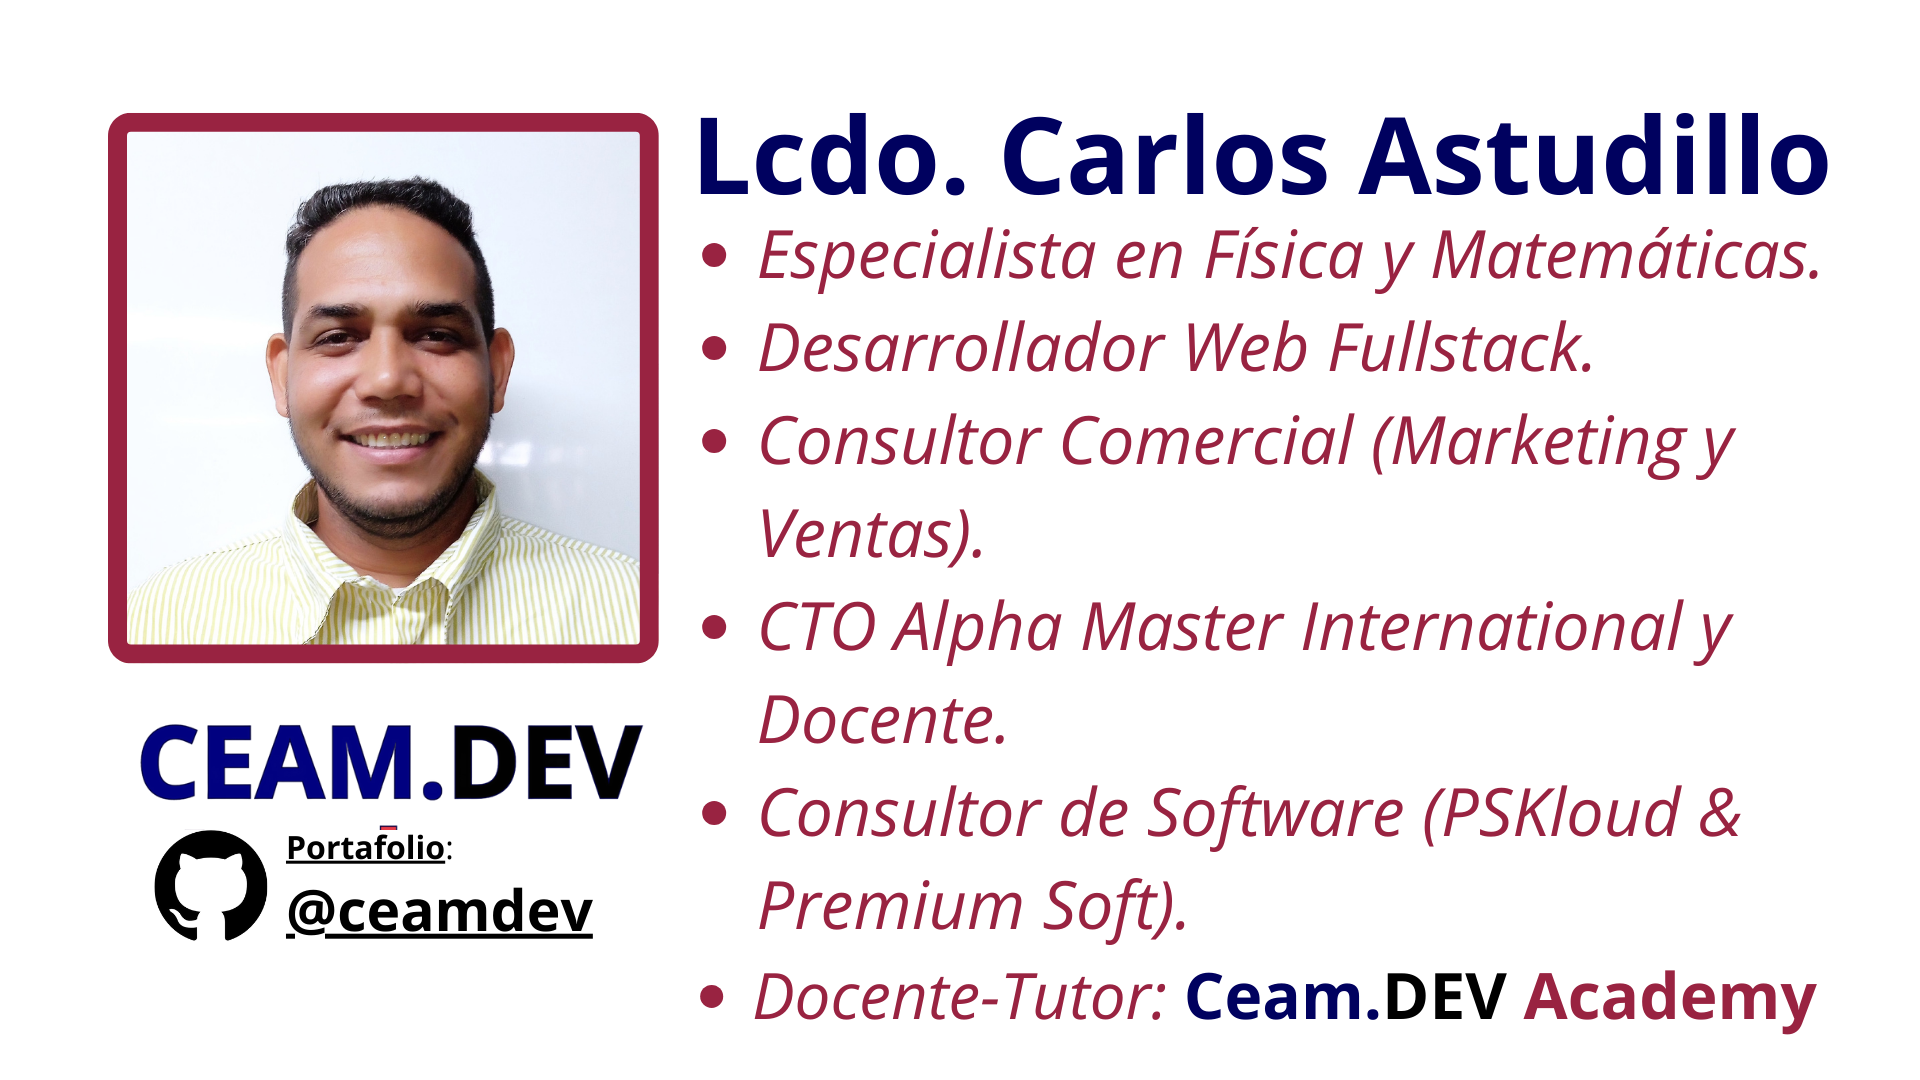 Lcdo. Carlos Astudillo
• Especialista en Física y Matemáticas.
• Desarrollador Web Fullstack.
• Consultor Comercial (Marketing y
Ventas).
• CTO Alpha Master International y
Docente.
• Consultor de Software (PSKloud &
Premium Soft).
• Docente-Tutor: Ceam.DEV Academy
CEAM.DEV
Portafolio:
@ceamdev